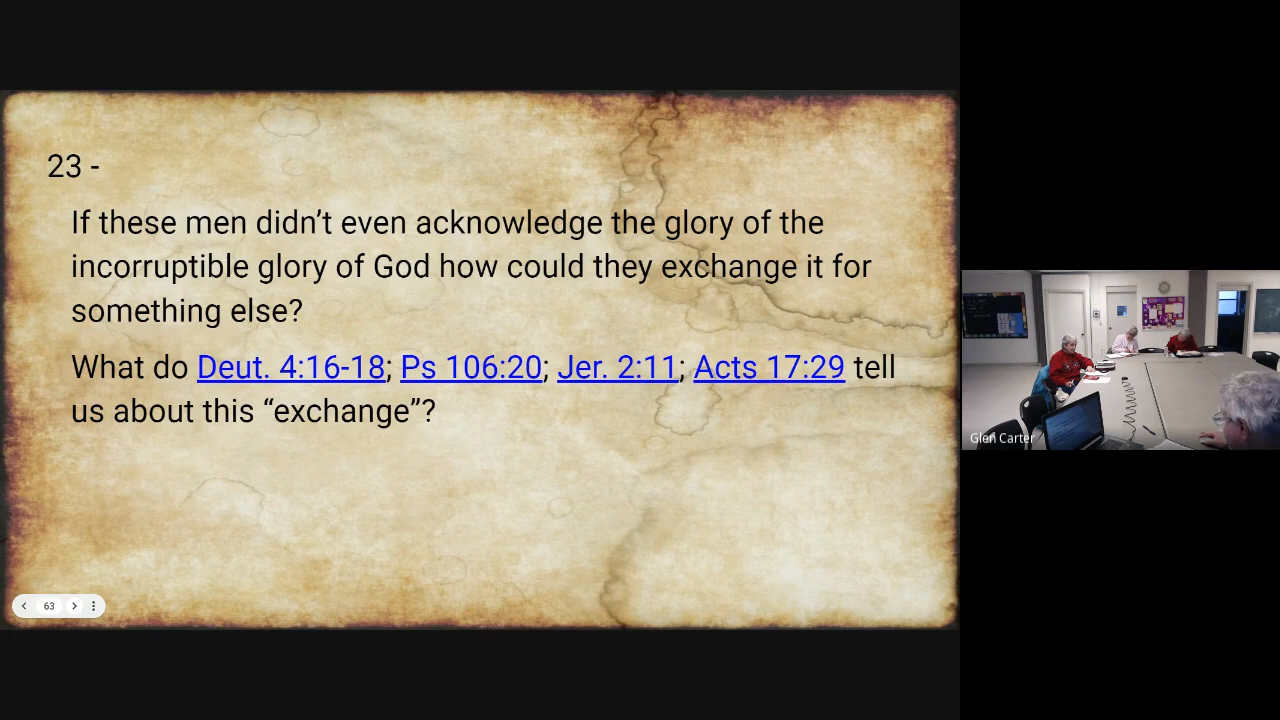 23 -
If these men didn’t even acknowledge the glory of the
incorruptible glory of God how could they exchange it for
something else?
What do Deut. 4:16-18; Ps 106:20; Jer. 2:11; Acts 17:29 tell
us about this “exchange”?
63
Glen Carter